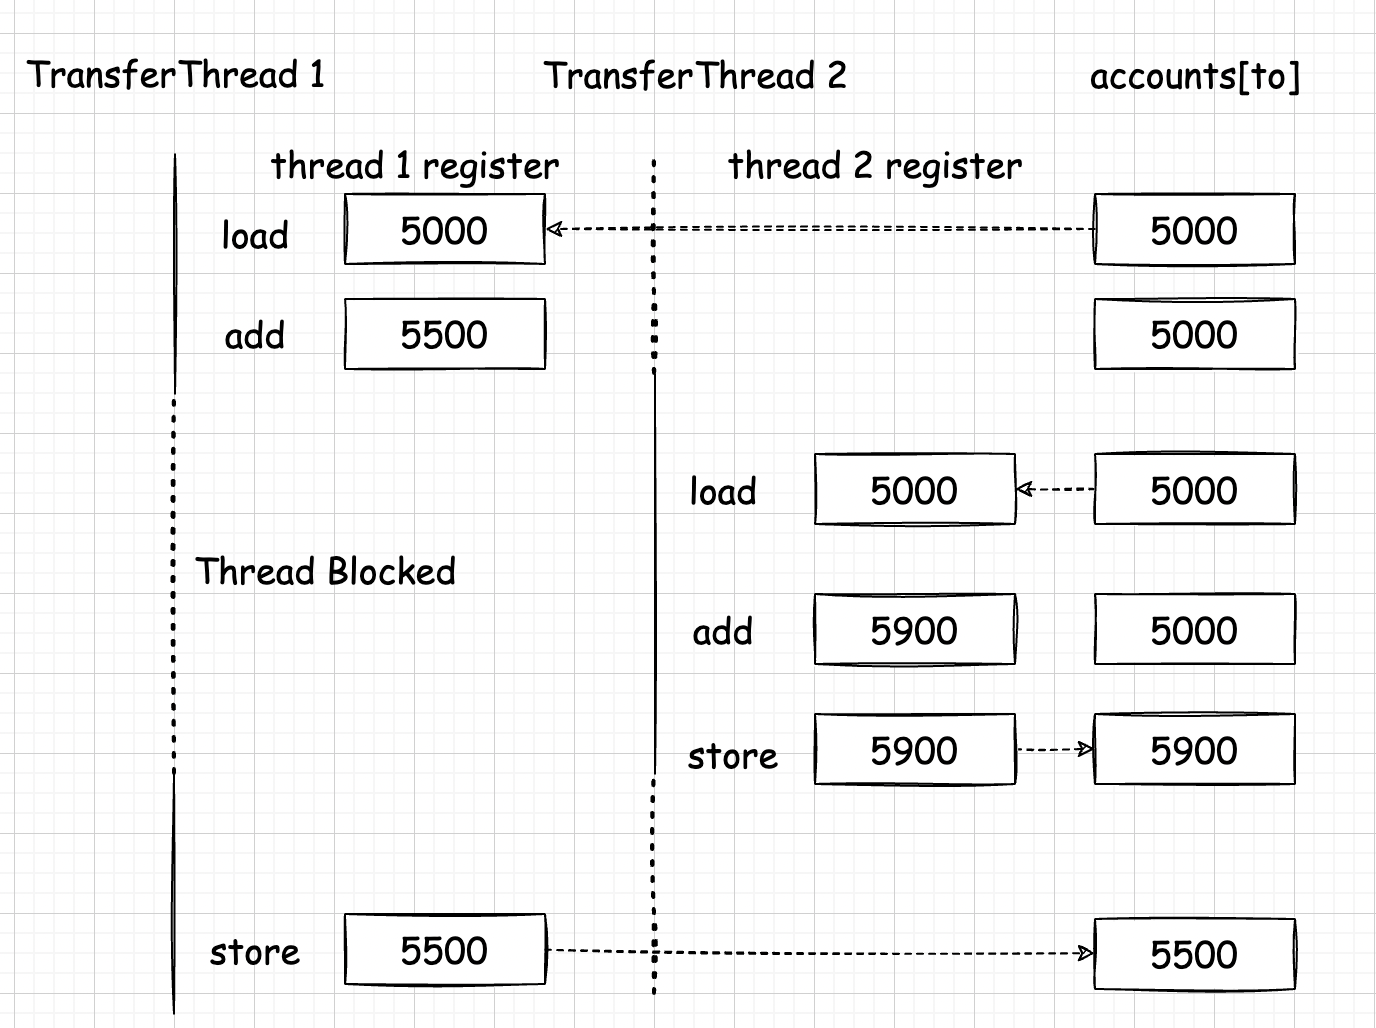 TransferThread 1 TransferThread 2 accounts[to]
thread 1 register thread 2 register
load 5000 5000
add 5500 5000
load 5000 5000
Thread Blocked
add 5900 5000
store 5900 5900
store 5500 5500